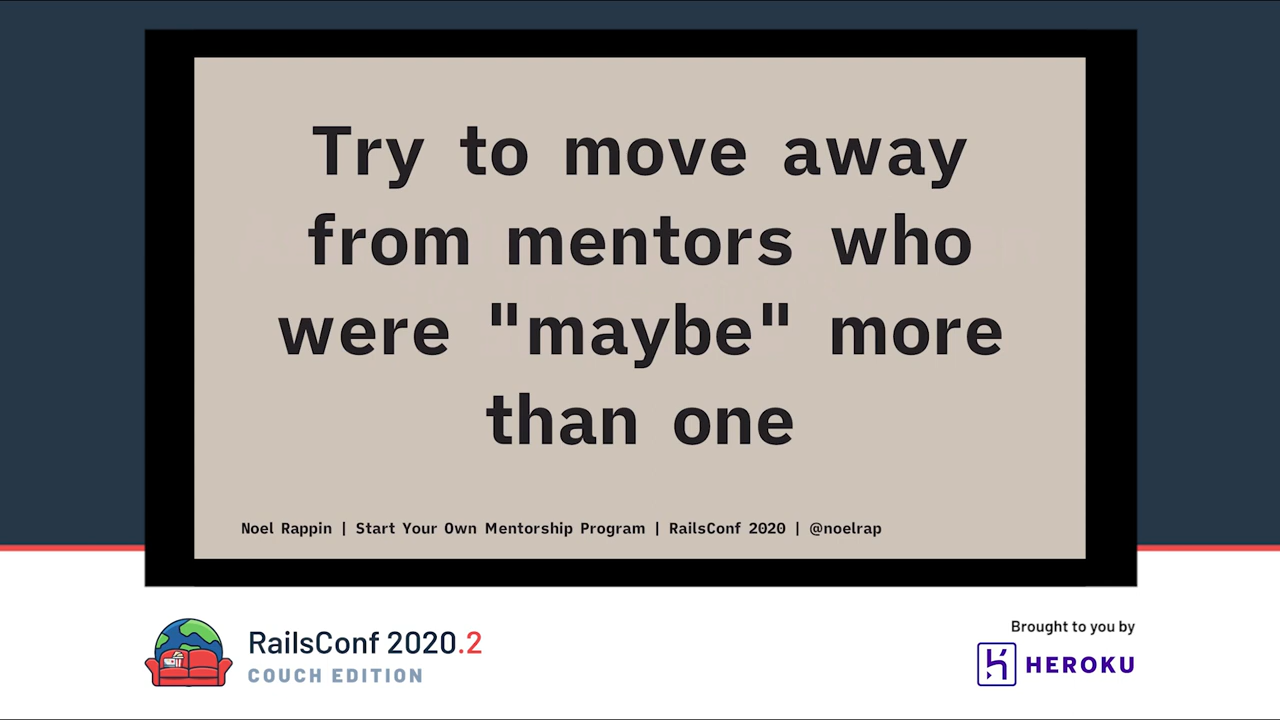 Try to move away
from mentors who
were "maybe" more
than one
Noel Rappin | Start Your Own Mentorship Program | RailsConf 2020 | @noelrap
RailsConf 2020.2
COUCH EDITION
Brought to you by
HEROKU